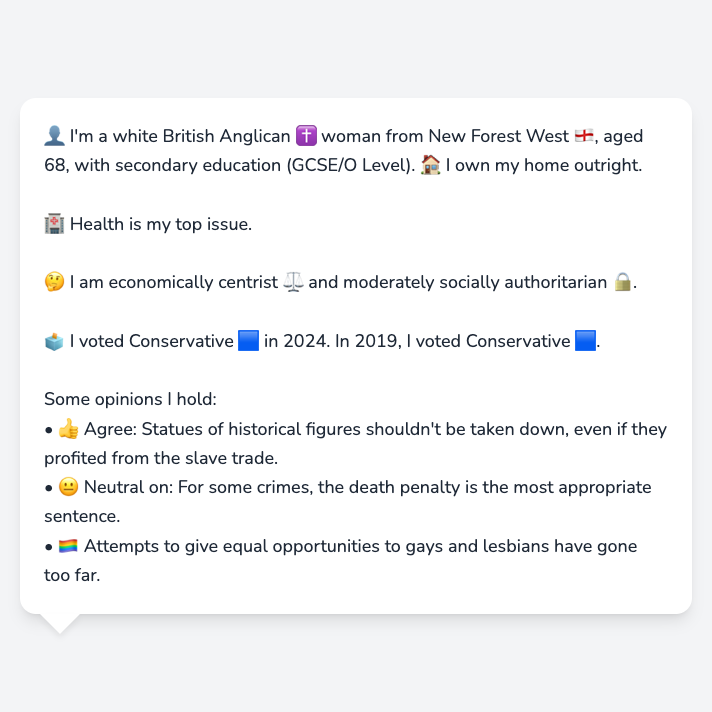 👤 I'm a white British Anglican ✝️ woman from New Forest West 🏴󠁧󠁢󠁥󠁮󠁧󠁿, aged
68, with secondary education (GCSE/O Level). 🏠 I own my home outright.
🏥 Health is my top issue.
🤔 I am economically centrist ⚖️ and moderately socially authoritarian 🔒.
🗳️ I voted Conservative 🟦 in 2024. In 2019, I voted Conservative 🟦.
Some opinions I hold:
• 👍 Agree: Statues of historical figures shouldn't be taken down, even if they
profited from the slave trade.
• 😐 Neutral on: For some crimes, the death penalty is the most appropriate
sentence.
• 🏳️‍🌈 Attempts to give equal opportunities to gays and lesbians have gone
too far.